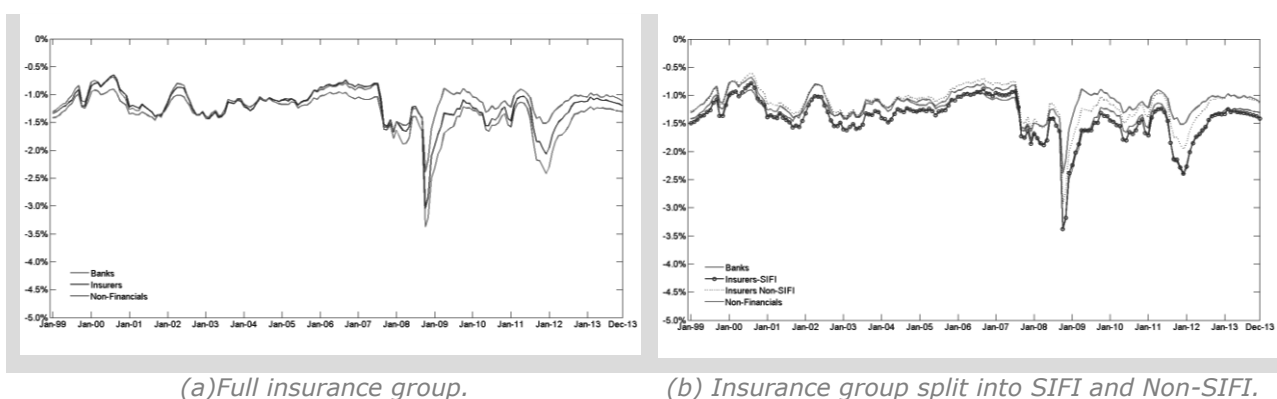 0%
-0.5%
-1.0%
-1.5%
-2.0%
-2.5%
-3.0%
-3.5%
-4.0%
-4.5%
-5.0%
Banks
Insurers
Non-Financials
Jan-99 Jan-00 Jan-01 Jan-02 Jan-03 Jan-04 Jan-05 Jan-06 Jan-07 Jan-08 Jan-09 Jan-10 Jan-11 Jan-12 Jan-13 Dec-13
(a)Full insurance group.
0%
-0.5%
-1.0%
-1.5%
-2.0%
-2.5%
-3.0%
-3.5%
-4.0%
-4.5%
-5.0%
Banks
Insurers-SIFI
Insurers Non-SIFI
Non-Financials
Jan-99 Jan-00 Jan-01 Jan-02 Jan-03 Jan-04 Jan-05 Jan-06 Jan-07 Jan-08 Jan-09 Jan-10 Jan-11 Jan-12 Jan-13 Dec-13
(b) Insurance group split into SIFI and Non-SIFI.